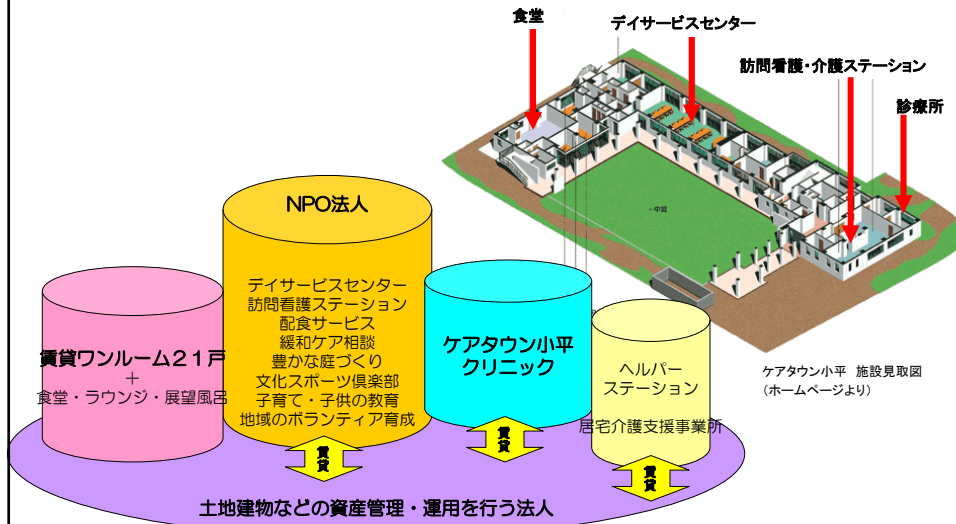 食堂
デイサービスセンター
訪問看護・介護ステーション
診療所
・中庭
NPO法人
デイサービスセンター
訪問看護ステーション
配食サービス
緩和ケア相談
豊かな庭づくり
文化スポーツ倶楽部
子育て・子供の教育
地域のボランティア育成
賃貸ワンルーム２１戸
＋
食堂・ラウンジ・展望風呂
ケアタウン小平
クリニック
ヘルパー
ステーション
居宅介護支援事業所
ケアタウン小平 施設見取図
（ホームページより）
賃貸
賃貸
賃貸
土地建物などの資産管理・運用を行う法人